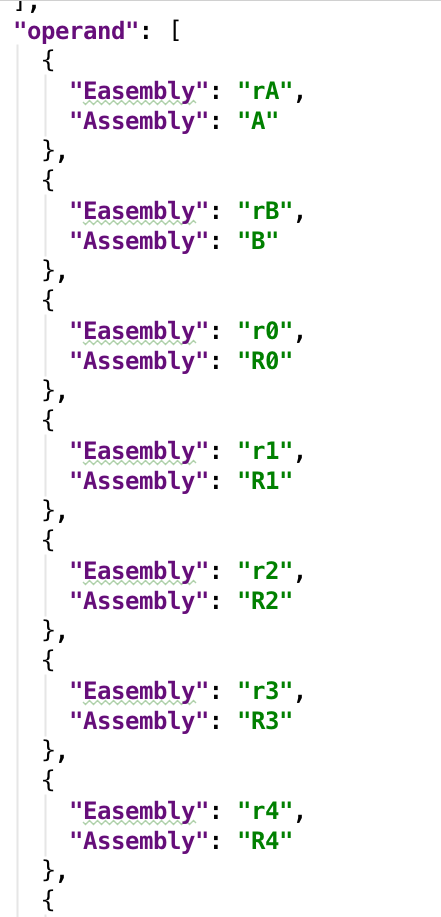 ],
"operand": [
{
"Easembly": "rA",
"Assembly": "A"
},
{
"Easembly": "rB",
"Assembly": "B"
},
{
"Easembly": "r0",
"Assembly": "R0"
},
{
"Easembly": "r1",
"Assembly": "R1"
},
{
"Easembly": "r2",
"Assembly": "R2"
},
{
"Easembly": "r3",
"Assembly": "R3"
},
{
"Easembly": "r4",
"Assembly": "R4"
},
{